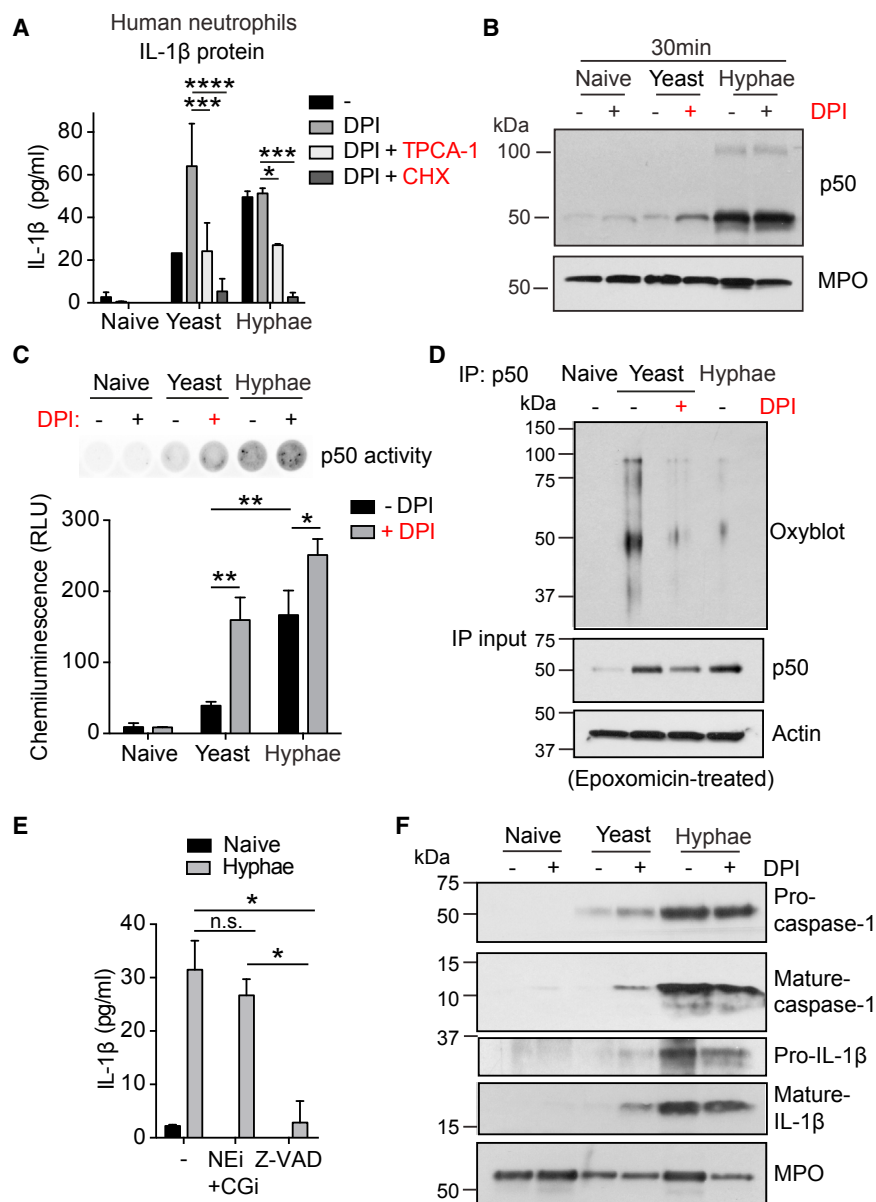 A
Human neutrophils
IL-1β protein
IL-1β (pg/ml)
80
60
40
20
0
****
***
***
*
-
DPI
DPI + TPCA-1
DPI + CHX
Naive Yeast Hyphae
B
30min
Naive Yeast Hyphae
- + - + - + DPI
kDa
100
50
p50
50
MPO
C
Naive Yeast Hyphae
DPI: - + - + - +
p50 activity
Chemiluminescence (RLU)
300
200
100
0
**
**
*
- DPI
+ DPI
Naive Yeast Hyphae
D
IP: p50 Naive Yeast Hyphae
kDa - - + - DPI
150
100
75
50
37
Oxyblot
IP input
75
50
p50
50
37
Actin
(Epoxomicin-treated)
E
Naive
Hyphae
IL-1β (pg/ml)
40
30
20
10
0
*
n.s.
*
- NEi Z-VAD
+CGi
F
Naive Yeast Hyphae
kDa - + - + - + DPI
75
50
Pro-
caspase-1
15
10
Mature-
caspase-1
37
Pro-IL-1β
15
Mature-
IL-1β
50
MPO